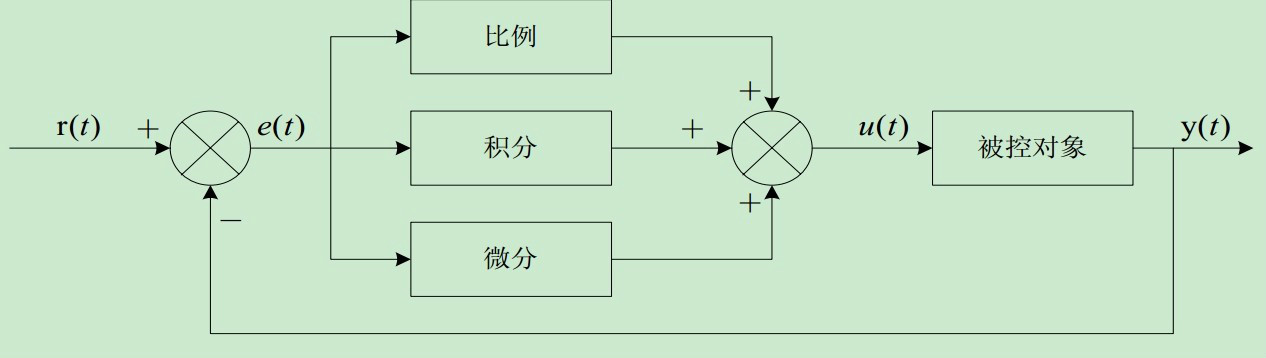 比例
r(t)
+
e(t)
积分
微分
+
+
+
u(t)
被控对象
y(t)
−